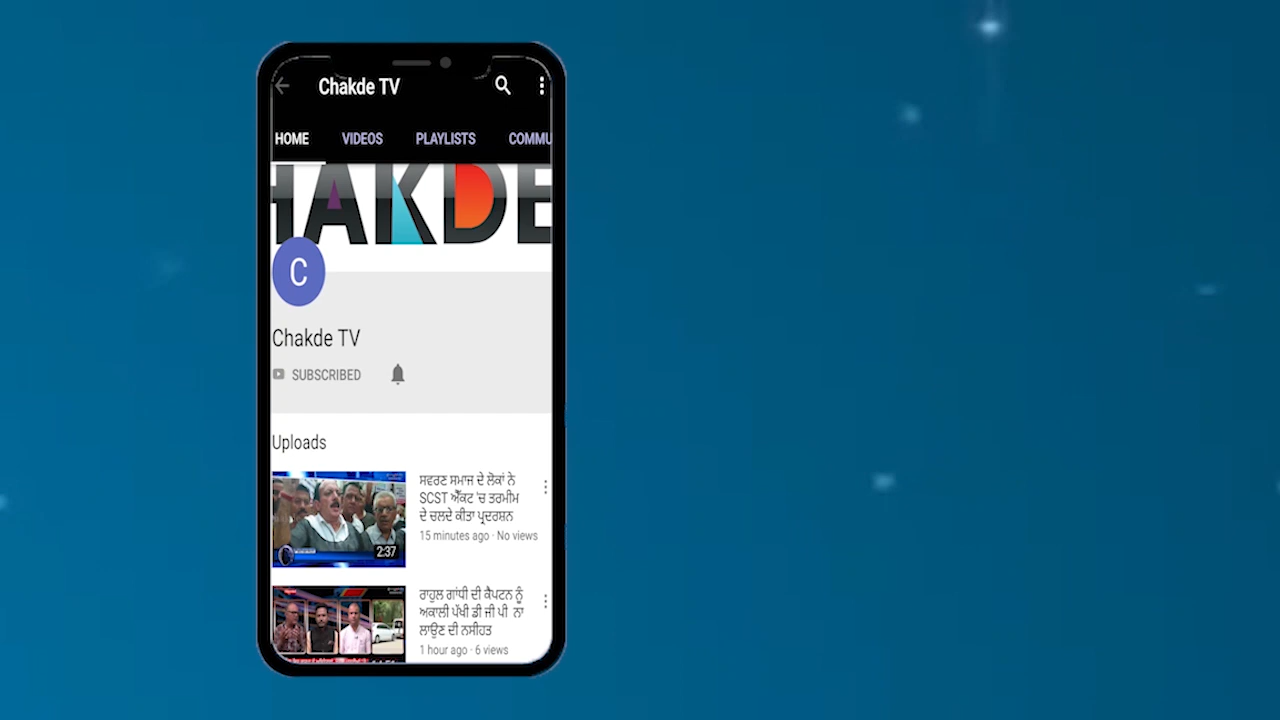 Chakde TV
HOME VIDEOS PLAYLISTS COMMU
HAKDE
C
Chakde TV
SUBSCRIBED
Uploads
ਸਵਰਣ ਸਮਾਜ ਦੇ ਲੋਕਾਂ ਨੇ
SCST ਐੱਕਟ 'ਚ ਤਰਮੀਮ
ਦੇ ਚਲਦੇ ਕੀਤਾ ਪ੍ਰਦਰਸ਼ਨ
15 minutes ago · No views
2:37
ਰਾਹੁਲ ਗਾਂਧੀ ਦੀ ਕੈਪਟਨ ਨੂੰ
ਅਕਾਲੀ ਪੱਖੀ ਡੀ ਜੀ ਪੀ ਨਾ
ਲਾਉਣ ਦੀ ਨਸੀਹਤ
1 hour ago · 6 views